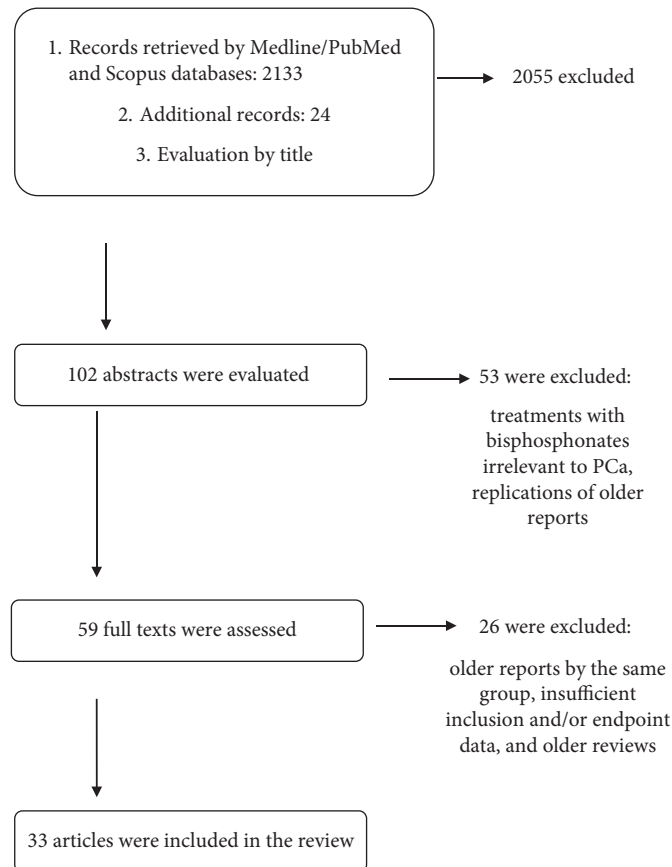 1. Records retrieved by Medline/PubMed
and Scopus databases: 2133
2. Additional records: 24
3. Evaluation by title
2055 excluded
102 abstracts were evaluated
53 were excluded:
treatments with
bisphosphonates
irrelevant to PCa,
replications of older
reports
59 full texts were assessed
26 were excluded:
older reports by the same
group, insufficient
inclusion and/or endpoint
data, and older reviews
33 articles were included in the review